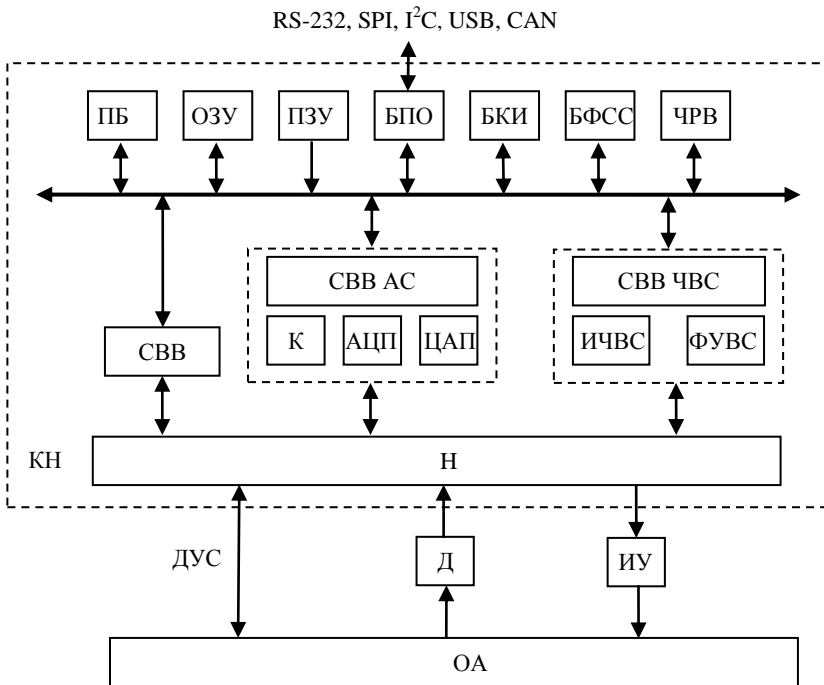 RS-232, SPI, I²C, USB, CAN
ПБ ОЗУ ПЗУ БПО БКИ БФСС ЧРВ
СВВ АС СВВ ЧВС
СВВ К АЦП ЦАП ИЧВС ФУВС
КН Н
ДУС Д ИУ
ОА